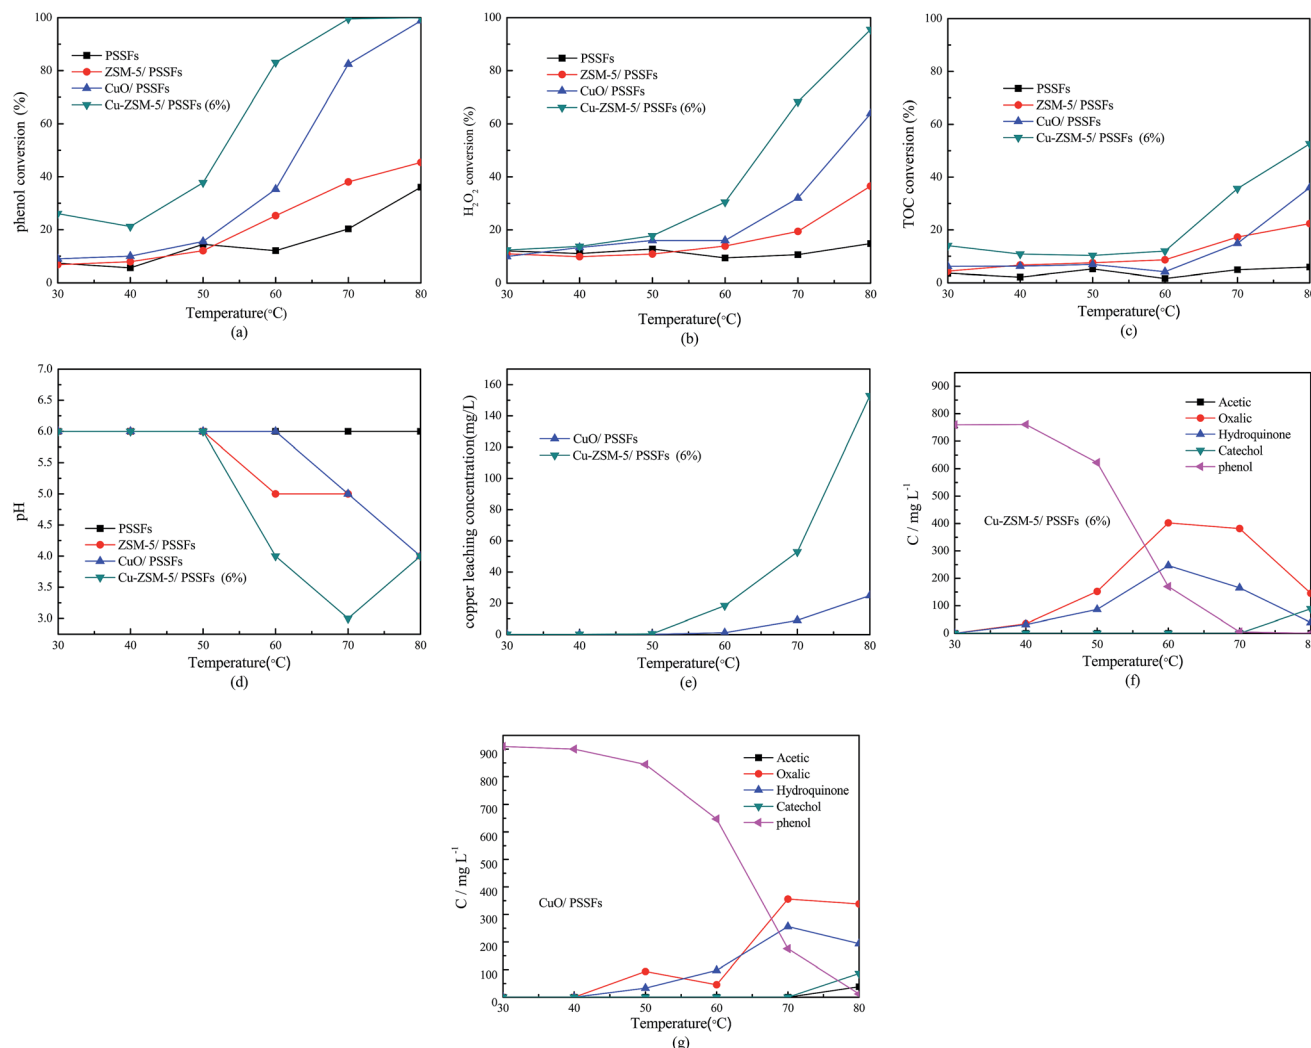 100
80
60
40
20
0
phenol conversion (%)
PSSFs
ZSM-5/ PSSFs
CuO/ PSSFs
Cu-ZSM-5/ PSSFs (6%)
30 40 50 60 70 80
Temperature(°C)
(a)
100
80
60
40
20
0
H2O2 conversion (%)
PSSFs
ZSM-5/ PSSFs
CuO/ PSSFs
Cu-ZSM-5/ PSSFs (6%)
30 40 50 60 70 80
Temperature(°C)
(b)
100
80
60
40
20
0
TOC conversion (%)
PSSFs
ZSM-5/ PSSFs
CuO/ PSSFs
Cu-ZSM-5/ PSSFs (6%)
30 40 50 60 70 80
Temperature(°C)
(c)
7.0
6.5
6.0
5.5
5.0
4.5
4.0
3.5
3.0
pH
PSSFs
ZSM-5/ PSSFs
CuO/ PSSFs
Cu-ZSM-5/ PSSFs (6%)
30 40 50 60 70 80
Temperature(°C)
(d)
160
140
120
100
80
60
40
20
0
copper leaching concentration(mg/L)
CuO/ PSSFs
Cu-ZSM-5/ PSSFs (6%)
30 40 50 60 70 80
Temperature(°C)
(e)
900
800
700
600
500
400
300
200
100
0
C / mg L-1
Acetic
Oxalic
Hydroquinone
Catechol
phenol
Cu-ZSM-5/ PSSFs (6%)
30 40 50 60 70 80
Temperature(°C)
(f)
900
800
700
600
500
400
300
200
100
0
C / mg L-1
Acetic
Oxalic
Hydroquinone
Catechol
phenol
CuO/ PSSFs
30 40 50 60 70 80
Temperature(°C)
(g)